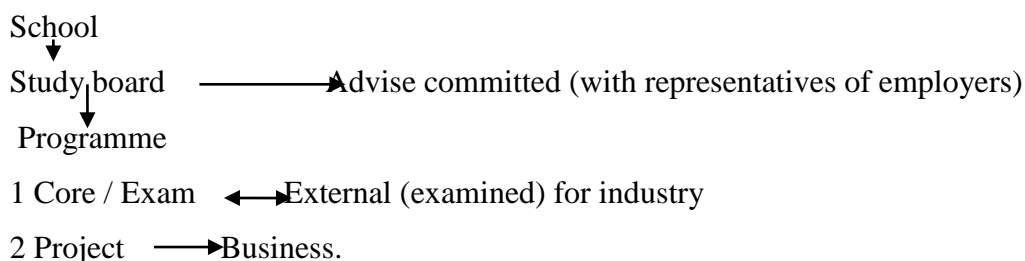 School
Study board Advise committed (with representatives of employers)
Programme
1 Core / Exam External (examined) for industry
2 Project Business.